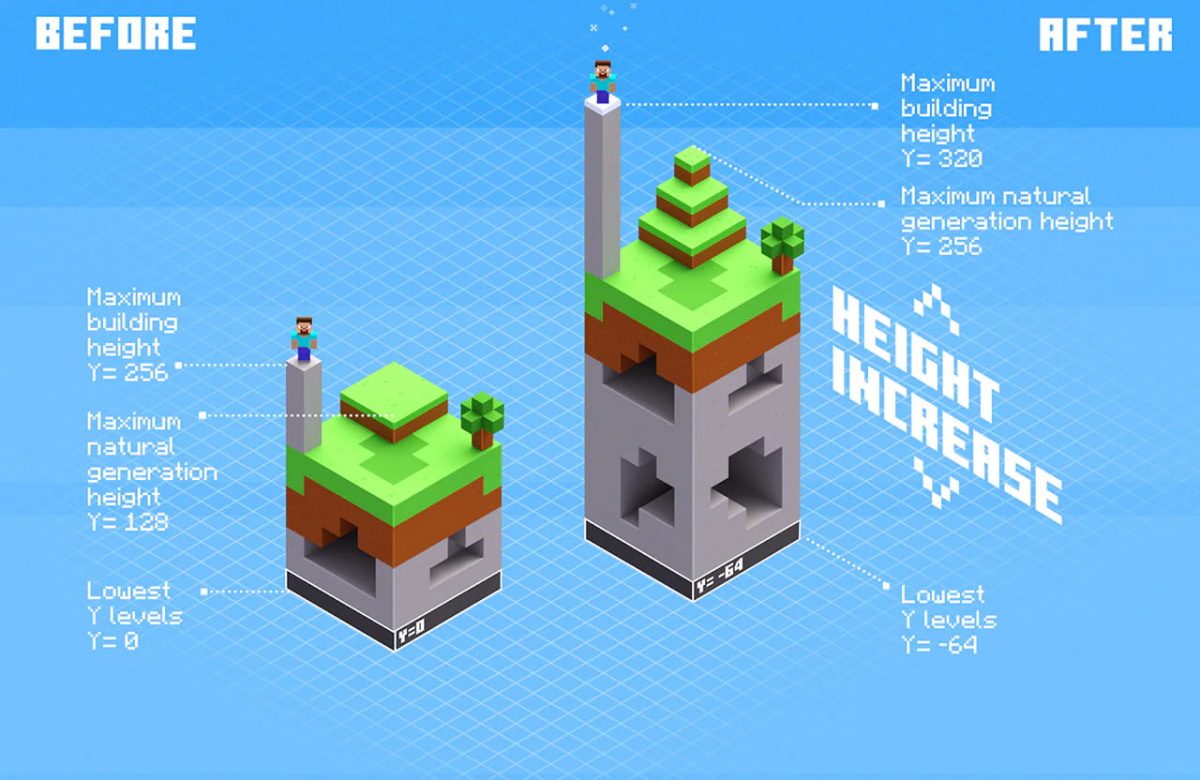 BEFORE
AFTER
Maximum
building
height
Y= 256
Maximum
natural
generation
height
Y= 128
Lowest
Y levels
Y= 0
Y=0
Maximum
building
height
Y= 320
Maximum natural
generation height
Y= 256
HEIGHT
INCREASE
Y= -64
Lowest
Y levels
Y= -64